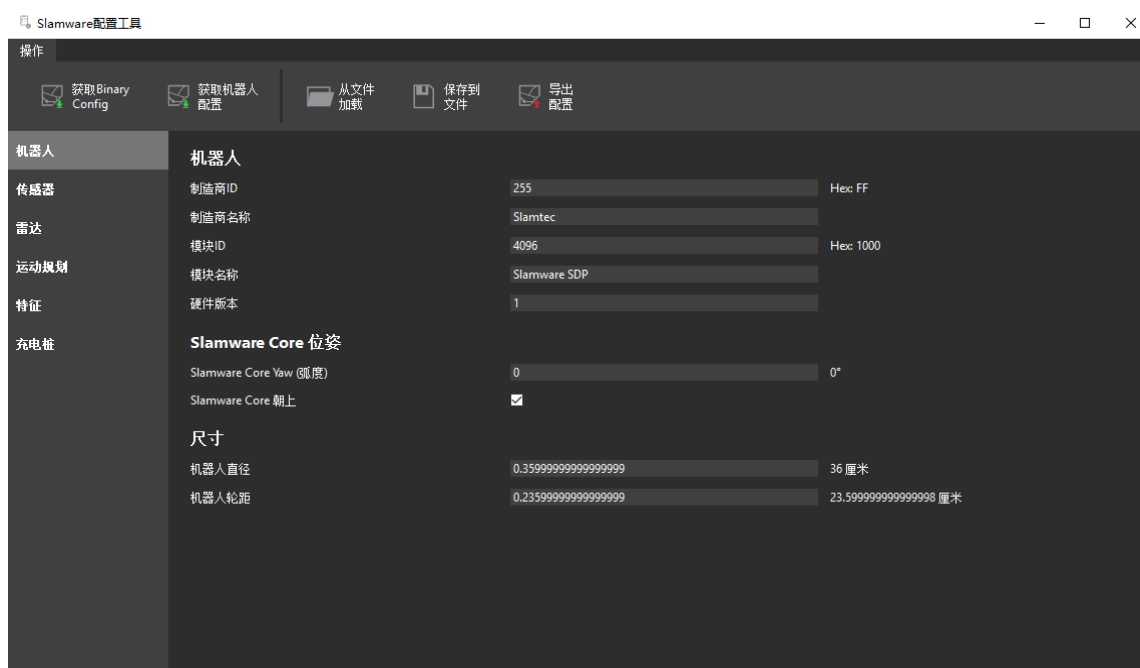 Slamware配置工具
操作
获取Binary
Config
获取机器人
配置
从文件
加载
保存到
文件
导出
配置
机器人
传感器
雷达
运动规划
特征
充电桩
机器人
制造商ID 255 Hex: FF
制造商名称 Slamtec
模块ID 4096 Hex: 1000
模块名称 Slamware SDP
硬件版本 1
Slamware Core 位姿
Slamware Core Yaw (弧度) 0 0°
Slamware Core 朝上
尺寸
机器人直径 0.35999999999999999 36 厘米
机器人轮距 0.23599999999999999 23.599999999999998 厘米